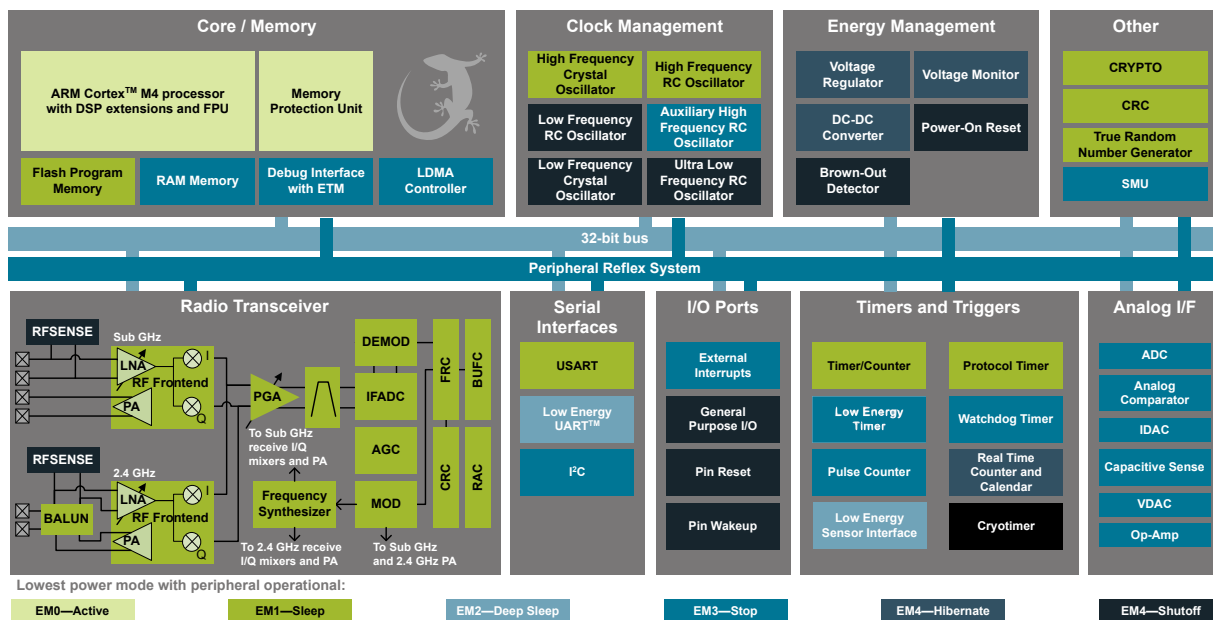 Core / Memory
ARM Cortex™ M4 processor
with DSP extensions and FPU
Memory
Protection Unit
Flash Program
Memory
RAM Memory
Debug Interface
with ETM
LDMA
Controller
Clock Management
High Frequency
Crystal
Oscillator
High Frequency
RC Oscillator
Low Frequency
RC Oscillator
Auxiliary High
Frequency RC
Oscillator
Low Frequency
Crystal
Oscillator
Ultra Low
Frequency RC
Oscillator
Energy Management
Voltage
Regulator
Voltage Monitor
DC-DC
Converter
Power-On Reset
Brown-Out
Detector
Other
CRYPTO
CRC
True Random
Number Generator
SMU
32-bit bus
Peripheral Reflex System
Radio Transceiver
RFSENSE
Sub GHz
LNA
RF Frontend
PA
I
Q
RFSENSE
2.4 GHz
BALUN
LNA
RF Frontend
PA
I
Q
PGA
To Sub GHz
receive I/Q
mixers and PA
Frequency
Synthesizer
To 2.4 GHz receive
I/Q mixers and PA
DEMOD
IFADC
AGC
MOD
To Sub GHz
and 2.4 GHz PA
FRC
BUFC
CRC
RAC
Serial
Interfaces
USART
Low Energy
UART™
I²C
I/O Ports
External
Interrupts
General
Purpose I/O
Pin Reset
Pin Wakeup
Timers and Triggers
Timer/Counter
Protocol Timer
Low Energy
Timer
Watchdog Timer
Pulse Counter
Real Time
Counter and
Calendar
Low Energy
Sensor Interface
Cryotimer
Analog I/F
ADC
Analog
Comparator
IDAC
Capacitive Sense
VDAC
Op-Amp
Lowest power mode with peripheral operational:
EM0—Active
EM1—Sleep
EM2—Deep Sleep
EM3—Stop
EM4—Hibernate
EM4—Shutoff